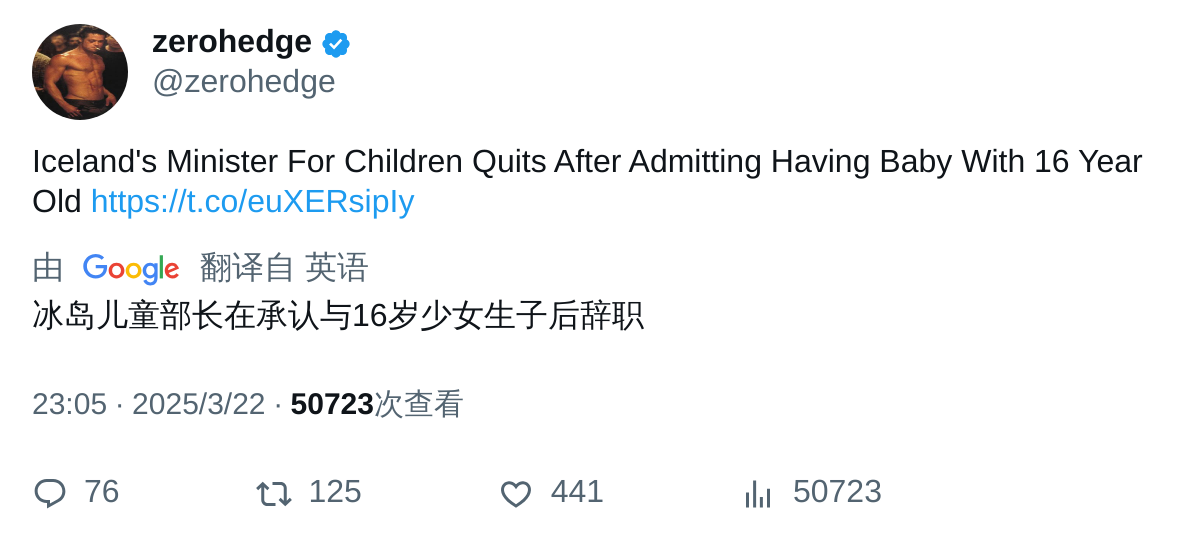 zerohedge
@zerohedge
Iceland's Minister For Children Quits After Admitting Having Baby With 16 Year
Old https://t.co/euXERsipIy
由 Google 翻译自 英语
冰岛儿童部长在承认与16岁少女生子后辞职
23:05 · 2025/3/22 · 50723次查看
76 125 441 50723